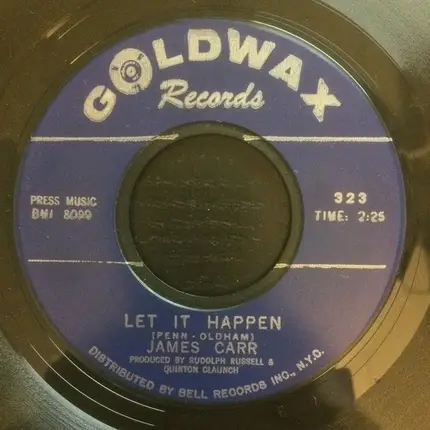 GOLDWAX
Records
PRESS MUSIC
BMI 8099
323
TIME: 2:25
LET IT HAPPEN
(PENN - OLDHAM)
JAMES CARR
PRODUCED BY RUDOLPH RUSSELL &
QUINTON CLAUNCH
DISTRIBUTED BY BELL RECORDS INC., N.Y.C.